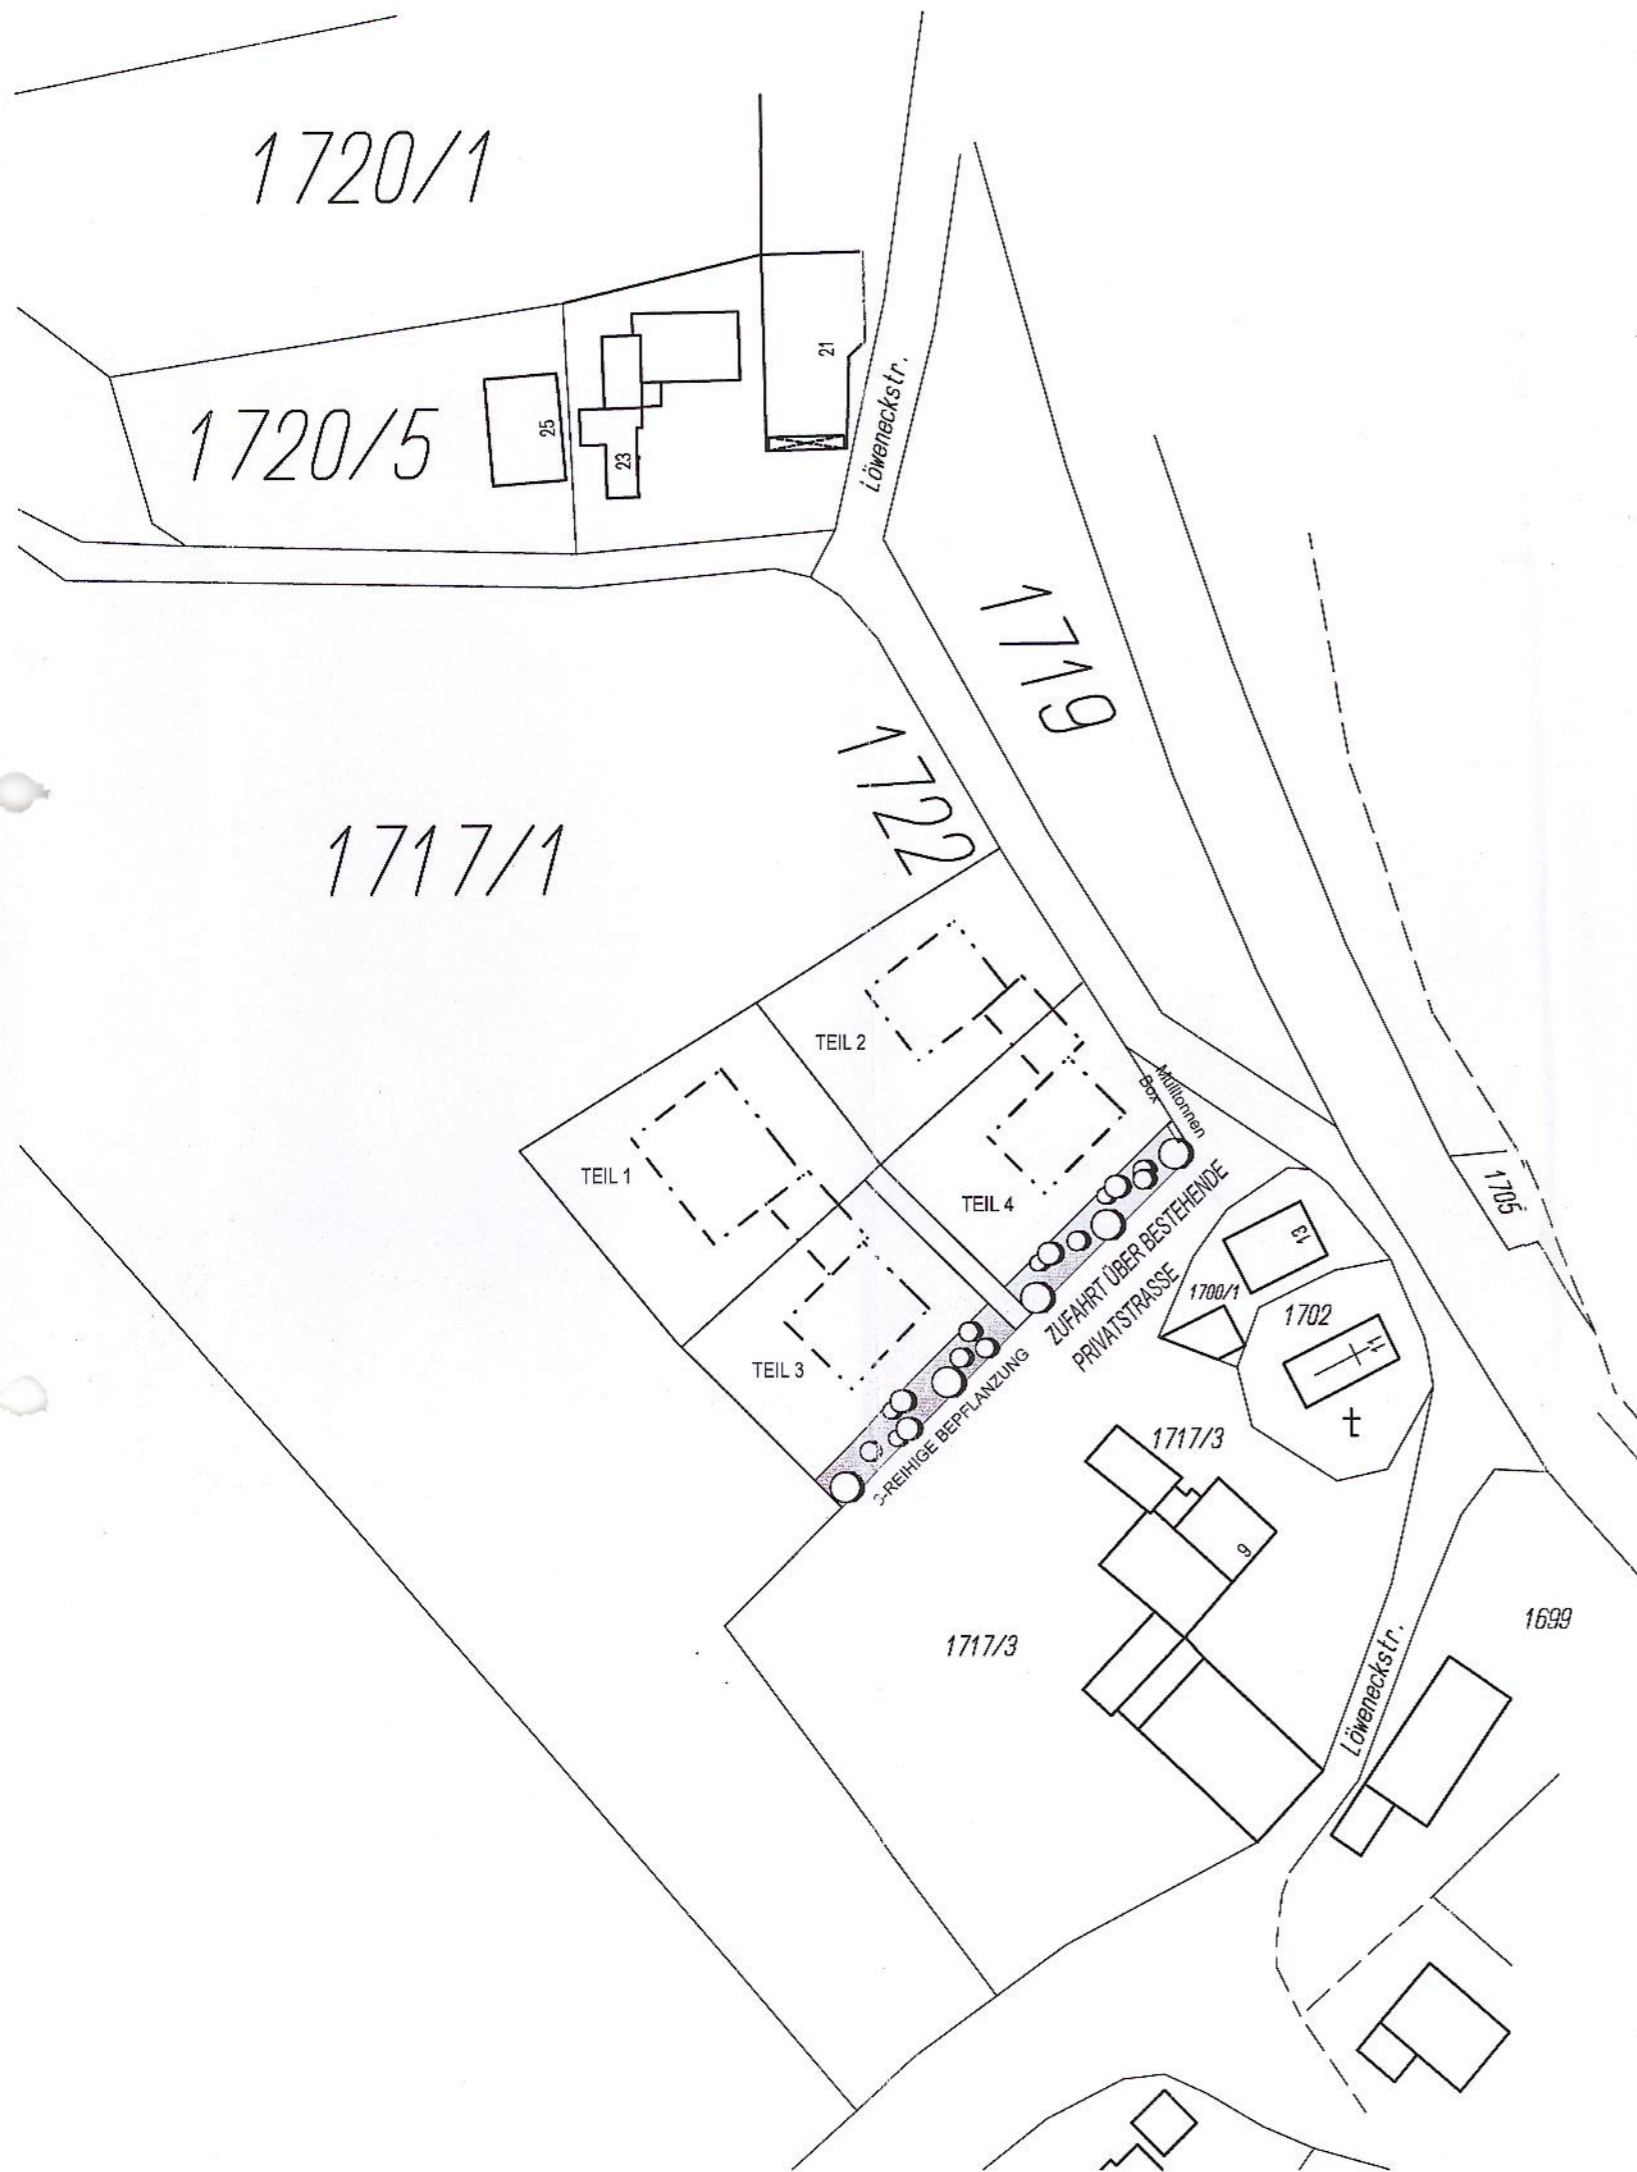 1720/1
21
Löweneckstr.
1720/5
25
23
1719
1722
1717/1
TEIL 2
Mülltonnen
Box
TEIL 1
TEIL 4
1705
ZUFAHRT ÜBER BESTEHENDE
PRIVATSTRASSE
13
1700/1
1702
11
TEIL 3
3-REIHIGE BEPFLANZUNG
t
1717/3
9
1717/3
1699
Löweneckstr.